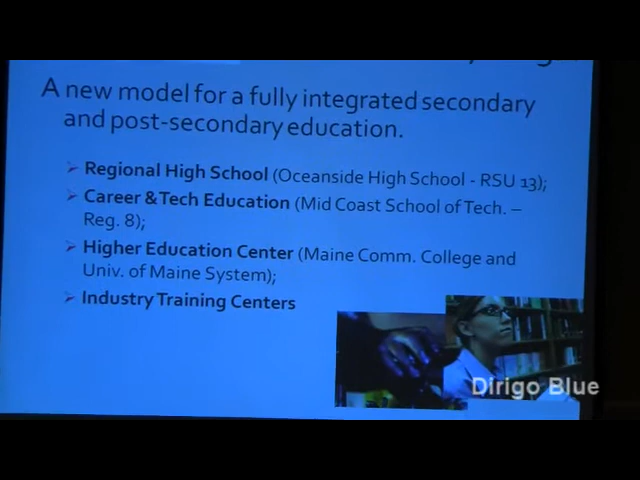 A new model for a fully integrated secondary
and post-secondary education.
Regional High School (Oceanside High School - RSU 13);
Career & Tech Education (Mid Coast School of Tech. –
Reg. 8);
Higher Education Center (Maine Comm. College and
Univ. of Maine System);
Industry Training Centers
Dirigo Blue